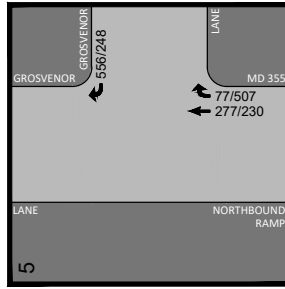 GROSVENOR
LANE
556/248
GROSVENOR
MD 355
77/507
277/230
LANE
NORTHBOUND
RAMP
5